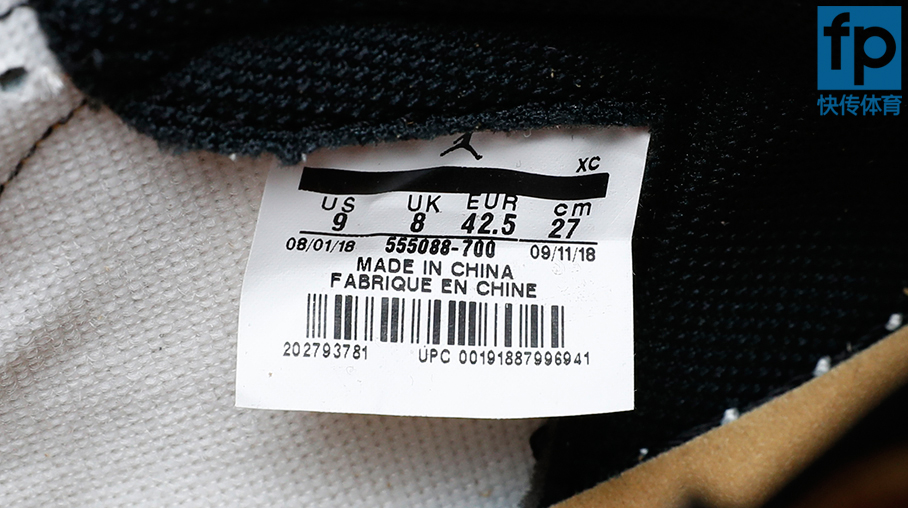 fp
快传体育
XC
US UK EUR cm
9 8 42.5 27
08/01/18 555088-700 09/11/18
MADE IN CHINA
FABRIQUE EN CHINE
202793781 UPC 00191887996941